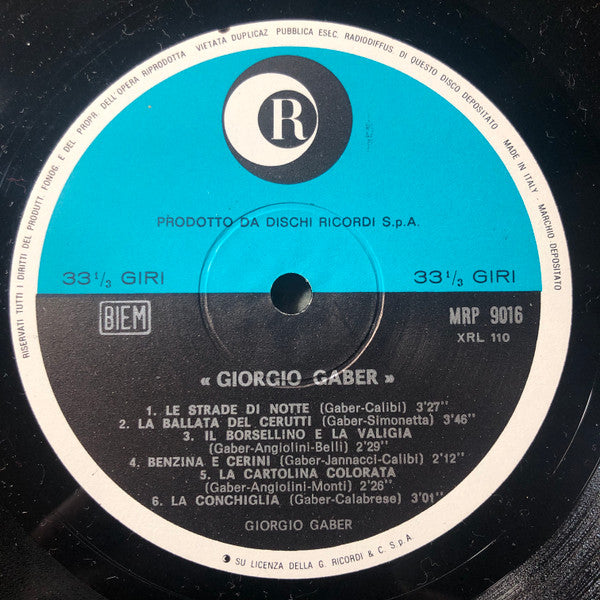 RISERVATI TUTTI I DIRITTI DEL PRODUTT. FONOG. E DEL PROPR. DELL'OPERA RIPRODOTTA VIETATA DUPLICAZ PUBBLICA ESEC. RADIODIFFUS. DI QUESTO DISCO DEPOSITATO MADE IN ITALY - MARCHIO DEPOSITATO
R
PRODOTTO DA DISCHI RICORDI S.p.A.
33 1/3 GIRI 33 1/3 GIRI
BIEM MRP 9016
XRL 110
« GIORGIO GABER »
1. LE STRADE DI NOTTE (Gaber-Calibi) 3'27"
2. LA BALLATA DEL CERUTTI (Gaber-Simonetta) 3'46"
3. IL BORSELLINO E LA VALIGIA
(Gaber-Angiolini-Belli) 2'29"
4. BENZINA E CERINI (Gaber-Jannacci-Calibi) 2'12"
5. LA CARTOLINA COLORATA
(Gaber-Angiolini-Monti) 2'26"
6. LA CONCHIGLIA (Gaber-Calabrese) 3'01"
GIORGIO GABER
SU LICENZA DELLA G. RICORDI & C. S.p.A